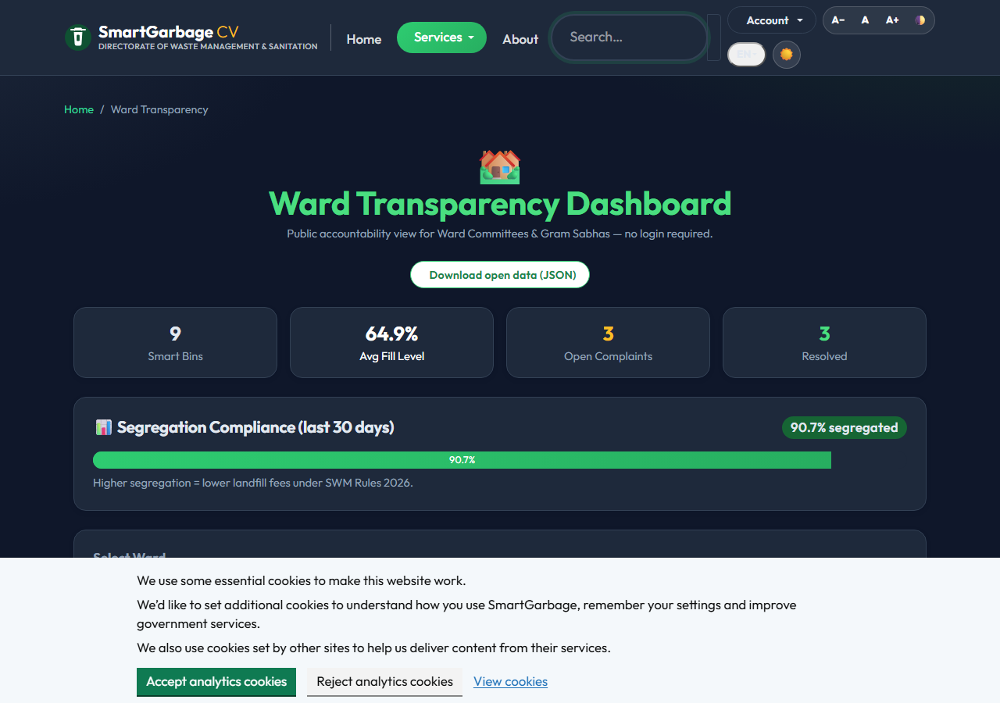 SmartGarbage CV
DIRECTORATE OF WASTE MANAGEMENT & SANITATION
Home
Services
About
Search...
Account
A−
A
A+
EN
Home / Ward Transparency
Ward Transparency Dashboard
Public accountability view for Ward Committees & Gram Sabhas — no login required.
Download open data (JSON)
9
Smart Bins
64.9%
Avg Fill Level
3
Open Complaints
3
Resolved
Segregation Compliance (last 30 days)
90.7% segregated
90.7%
Higher segregation = lower landfill fees under SWM Rules 2026.
Select Ward
We use some essential cookies to make this website work.
We’d like to set additional cookies to understand how you use SmartGarbage, remember your settings and improve
government services.
We also use cookies set by other sites to help us deliver content from their services.
Accept analytics cookies
Reject analytics cookies
View cookies